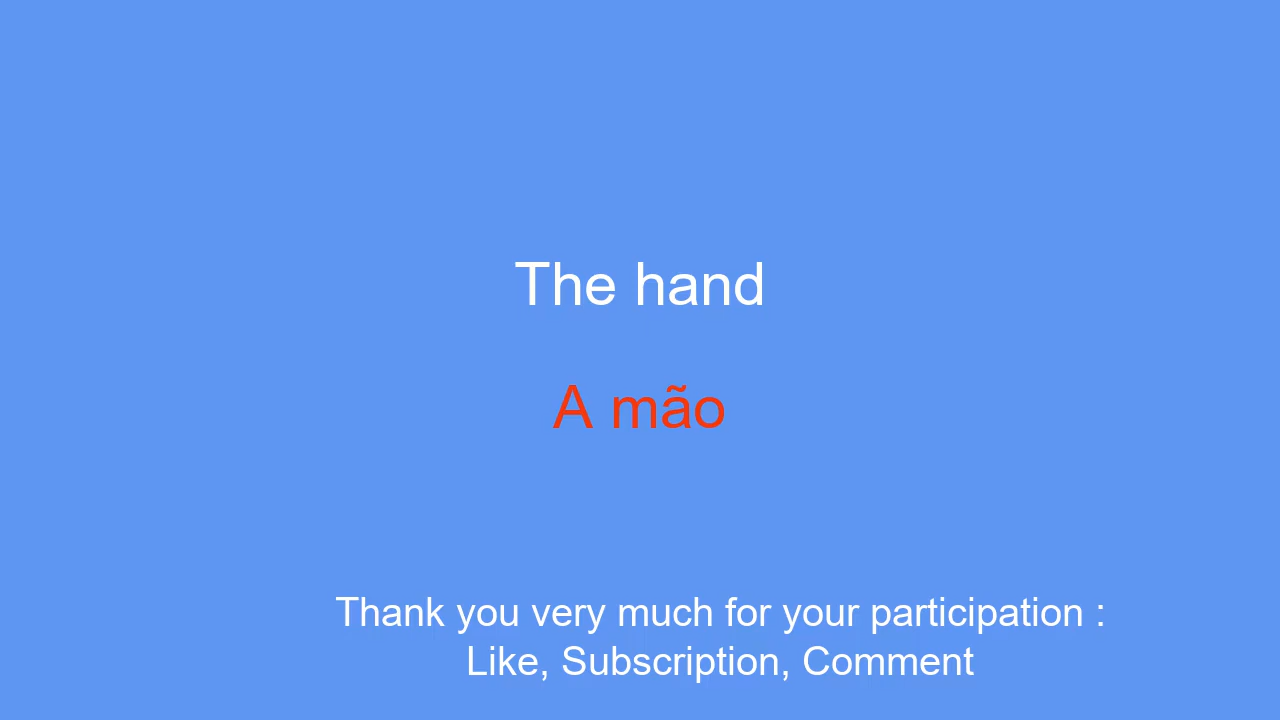 The hand
A mão
Thank you very much for your participation :
Like, Subscription, Comment